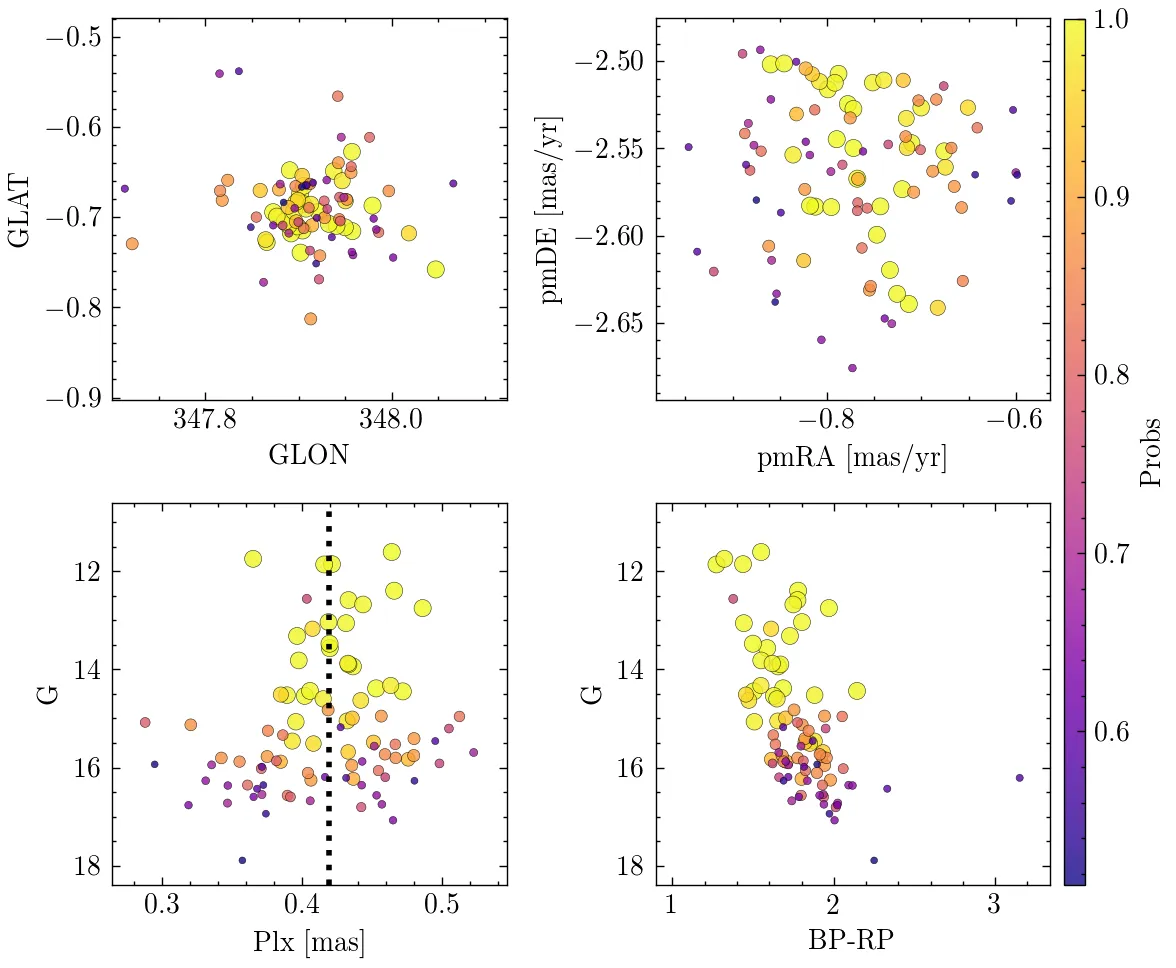 −0.5
−0.6
−0.7
−0.8
−0.9
GLAT
347.8 348.0
GLON
−2.50
−2.55
−2.60
−2.65
pmDE [mas/yr]
−0.8 −0.6
pmRA [mas/yr]
12
14
16
18
G
0.3 0.4 0.5
Plx [mas]
12
14
16
18
G
1 2 3
BP-RP
1.0
0.9
0.8
0.7
0.6
Probs